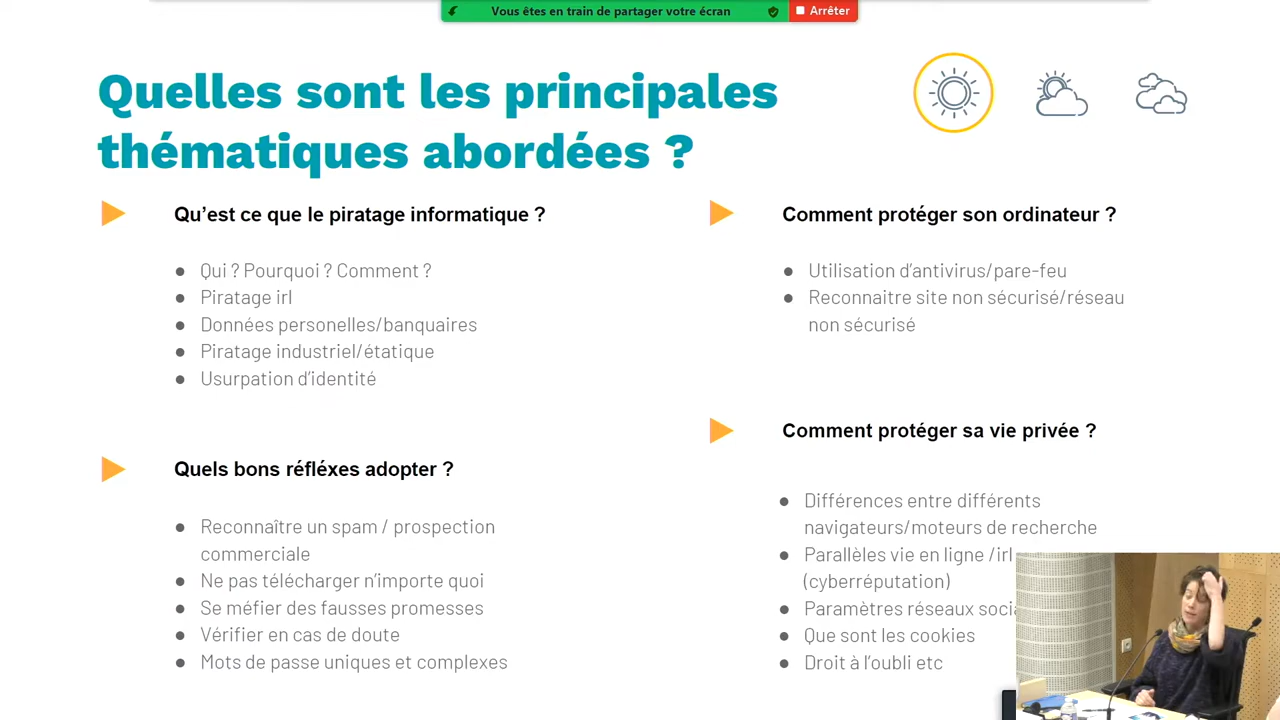 Vous êtes en train de partager votre écran
Arrêter
Quelles sont les principales
thématiques abordées ?
Qu’est ce que le piratage informatique ?
Qui ? Pourquoi ? Comment ?
Piratage irl
Données personelles/banquaires
Piratage industriel/étatique
Usurpation d’identité
Quels bons réfléxes adopter ?
Reconnaître un spam / prospection
commerciale
Ne pas télécharger n’importe quoi
Se méfier des fausses promesses
Vérifier en cas de doute
Mots de passe uniques et complexes
Comment protéger son ordinateur ?
Utilisation d’antivirus/pare-feu
Reconnaitre site non sécurisé/réseau
non sécurisé
Comment protéger sa vie privée ?
Différences entre différents
navigateurs/moteurs de recherche
Parallèles vie en ligne /irl
(cyberréputation)
Paramètres réseaux
Que sont les cookies
Droit à l’oubli etc